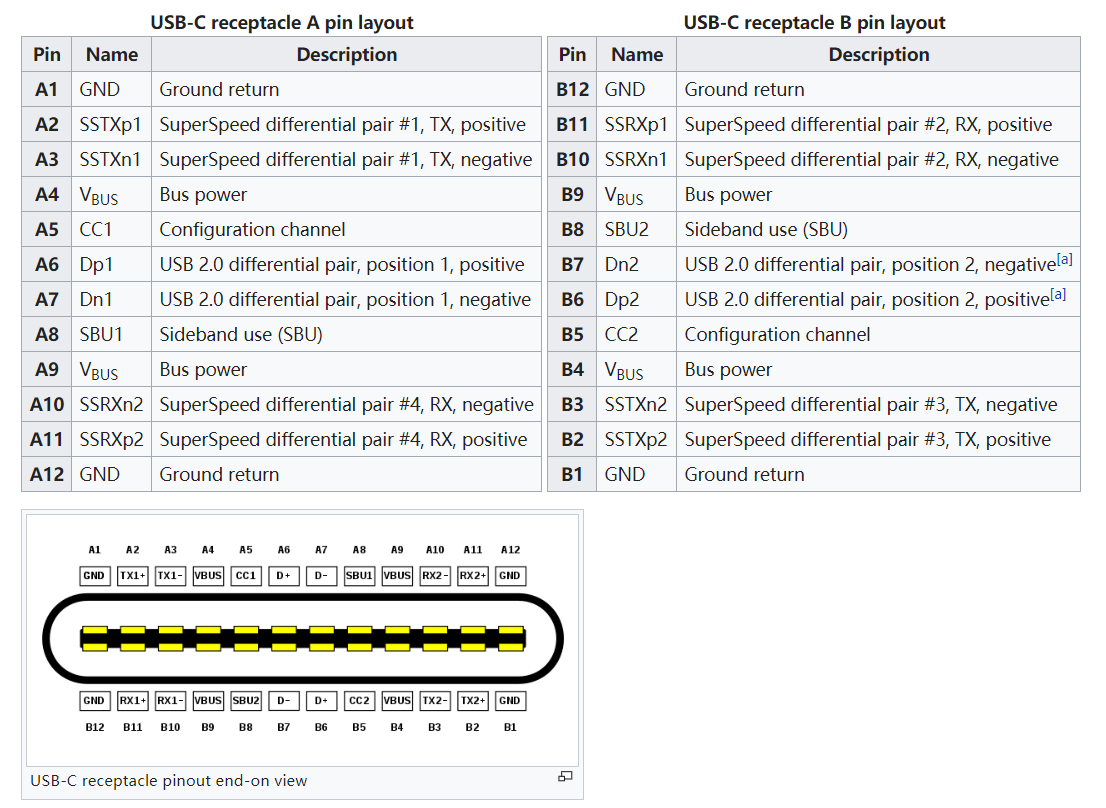 USB-C receptacle A pin layout
Pin Name Description
A1 GND Ground return
A2 SSTXp1 SuperSpeed differential pair #1, TX, positive
A3 SSTXn1 SuperSpeed differential pair #1, TX, negative
A4 VBUS Bus power
A5 CC1 Configuration channel
A6 Dp1 USB 2.0 differential pair, position 1, positive
A7 Dn1 USB 2.0 differential pair, position 1, negative
A8 SBU1 Sideband use (SBU)
A9 VBUS Bus power
A10 SSRXn2 SuperSpeed differential pair #4, RX, negative
A11 SSRXp2 SuperSpeed differential pair #4, RX, positive
A12 GND Ground return
USB-C receptacle B pin layout
Pin Name Description
B12 GND Ground return
B11 SSRXp1 SuperSpeed differential pair #2, RX, positive
B10 SSRXn1 SuperSpeed differential pair #2, RX, negative
B9 VBUS Bus power
B8 SBU2 Sideband use (SBU)
B7 Dn2 USB 2.0 differential pair, position 2, negative[a]
B6 Dp2 USB 2.0 differential pair, position 2, positive[a]
B5 CC2 Configuration channel
B4 VBUS Bus power
B3 SSTXn2 SuperSpeed differential pair #3, TX, negative
B2 SSTXp2 SuperSpeed differential pair #3, TX, positive
B1 GND Ground return
A1 A2 A3 A4 A5 A6 A7 A8 A9 A10 A11 A12
GND TX1+ TX1- VBUS CC1 D+ D- SBU1 VBUS RX2- RX2+ GND
GND RX1+ RX1- VBUS SBU2 D- D+ CC2 VBUS TX2- TX2+ GND
B12 B11 B10 B9 B8 B7 B6 B5 B4 B3 B2 B1
USB-C receptacle pinout end-on view